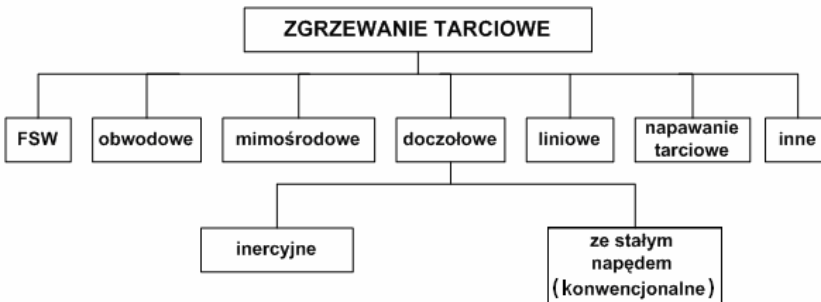 ZGRZEWANIE TARCIOWE
FSW
obwodowe
mimośrodowe
doczołowe
liniowe
napawanie
tarciowe
inne
inercyjne
ze stałym
napędem
(konwencjonalne)